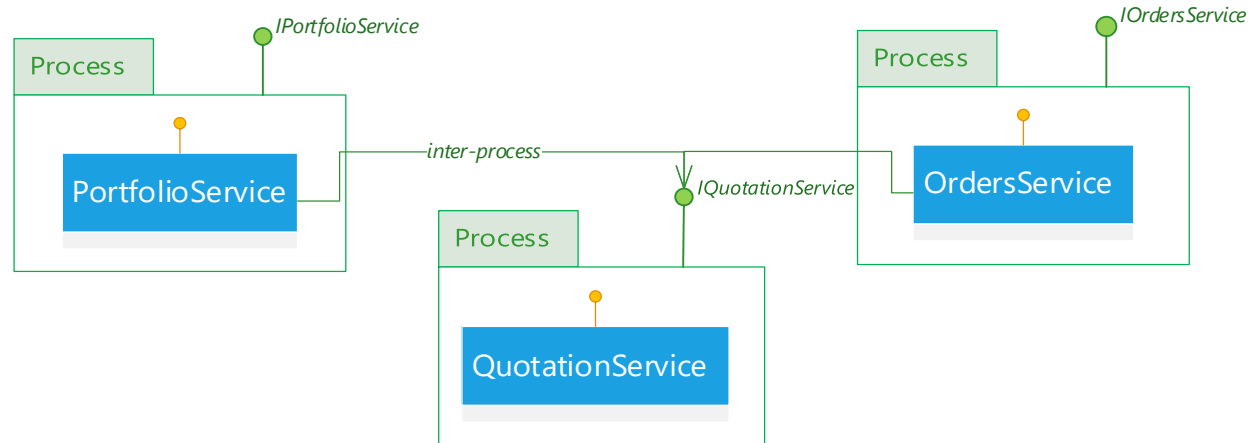 IPortfolioService
IOrdersService
Process
Process
PortfolioService
inter-process
OrdersService
IQuotationService
Process
QuotationService